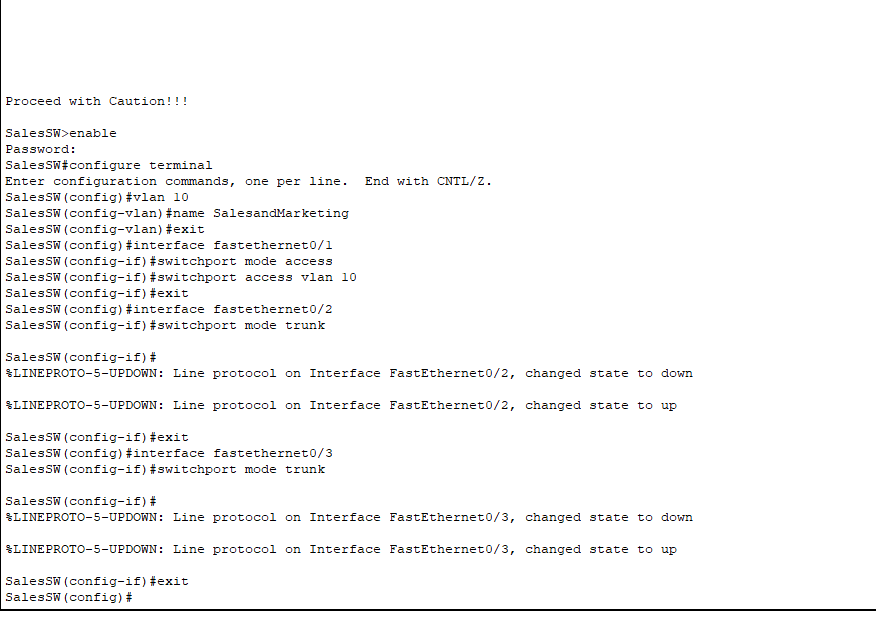 Proceed with Caution!!!
SalesSW>enable
Password:
SalesSW#configure terminal
Enter configuration commands, one per line.  End with CNTL/Z.
SalesSW(config)#vlan 10
SalesSW(config-vlan)#name SalesandMarketing
SalesSW(config-vlan)#exit
SalesSW(config)#interface fastethernet0/1
SalesSW(config-if)#switchport mode access
SalesSW(config-if)#switchport access vlan 10
SalesSW(config-if)#exit
SalesSW(config)#interface fastethernet0/2
SalesSW(config-if)#switchport mode trunk
SalesSW(config-if)#
%LINEPROTO-5-UPDOWN: Line protocol on Interface FastEthernet0/2, changed state to down
%LINEPROTO-5-UPDOWN: Line protocol on Interface FastEthernet0/2, changed state to up
SalesSW(config-if)#exit
SalesSW(config)#interface fastethernet0/3
SalesSW(config-if)#switchport mode trunk
SalesSW(config-if)#
%LINEPROTO-5-UPDOWN: Line protocol on Interface FastEthernet0/3, changed state to down
%LINEPROTO-5-UPDOWN: Line protocol on Interface FastEthernet0/3, changed state to up
SalesSW(config-if)#exit
SalesSW(config)#